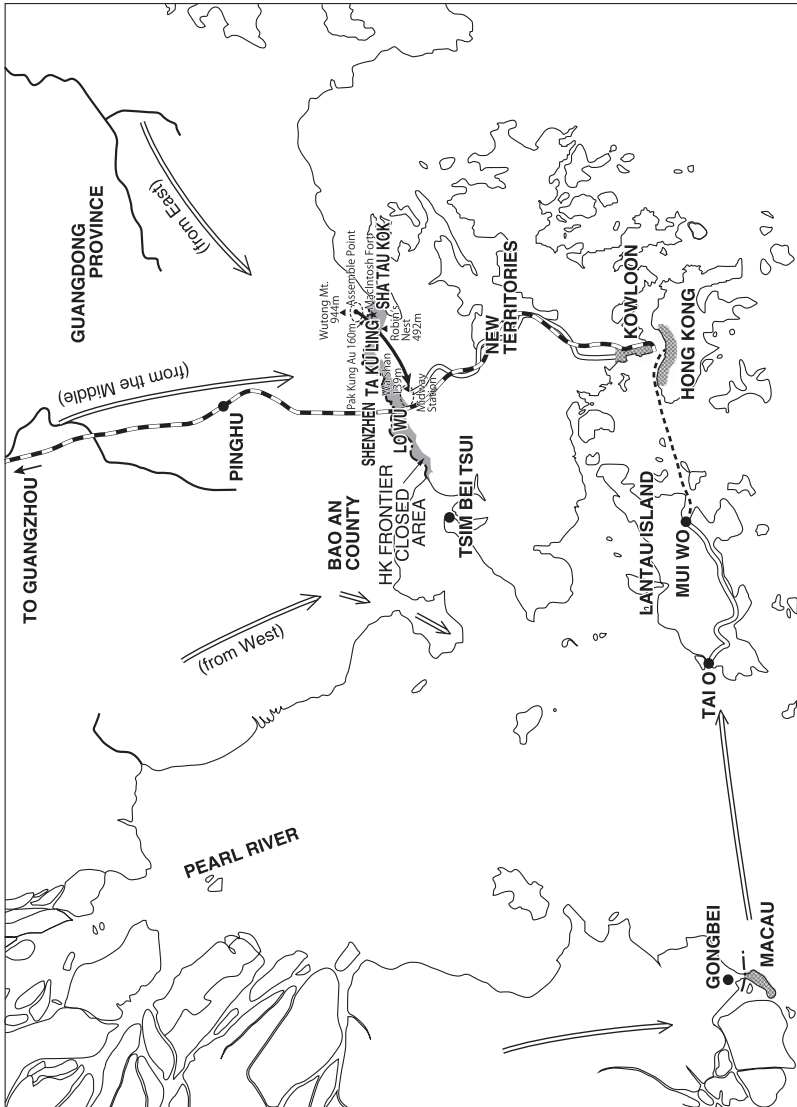 TO GUANGZHOU
GUANGDONG
PROVINCE
(from East)
(from the Middle)
PINGHU
(from West)
BAO AN
COUNTY
PEARL RIVER
Wutong Mt.
944m
Assemble Point
MacIntosh Fort
Pak Kung Au 160m
SHENZHEN
TA KU LING
SHA TAU KOK
Robin's
Nest
492m
Wai Shan
139m
LO WU
Midway
Station
HK FRONTIER
CLOSED
AREA
TSIM BEI TSUI
NEW
TERRITORIES
KOWLOON
HONG KONG
LANTAU ISLAND
MUI WO
TAI O
GONGBEI
MACAU